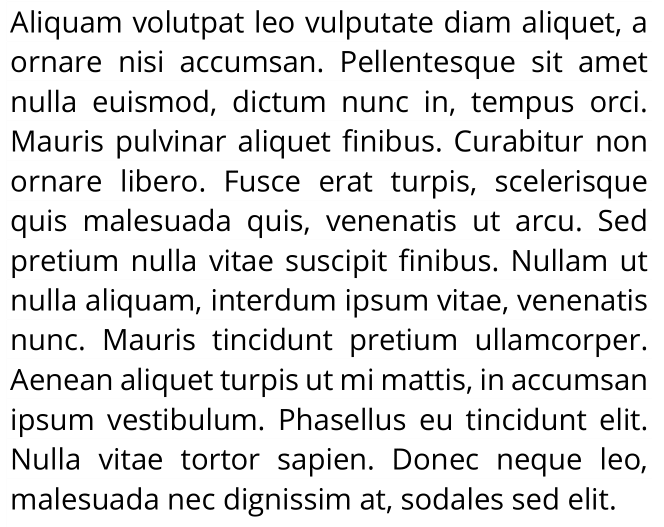 Aliquam volutpat leo vulputate diam aliquet, a
ornare nisi accumsan. Pellentesque sit amet
nulla euismod, dictum nunc in, tempus orci.
Mauris pulvinar aliquet finibus. Curabitur non
ornare libero. Fusce erat turpis, scelerisque
quis malesuada quis, venenatis ut arcu. Sed
pretium nulla vitae suscipit finibus. Nullam ut
nulla aliquam, interdum ipsum vitae, venenatis
nunc. Mauris tincidunt pretium ullamcorper.
Aenean aliquet turpis ut mi mattis, in accumsan
ipsum vestibulum. Phasellus eu tincidunt elit.
Nulla vitae tortor sapien. Donec neque leo,
malesuada nec dignissim at, sodales sed elit.